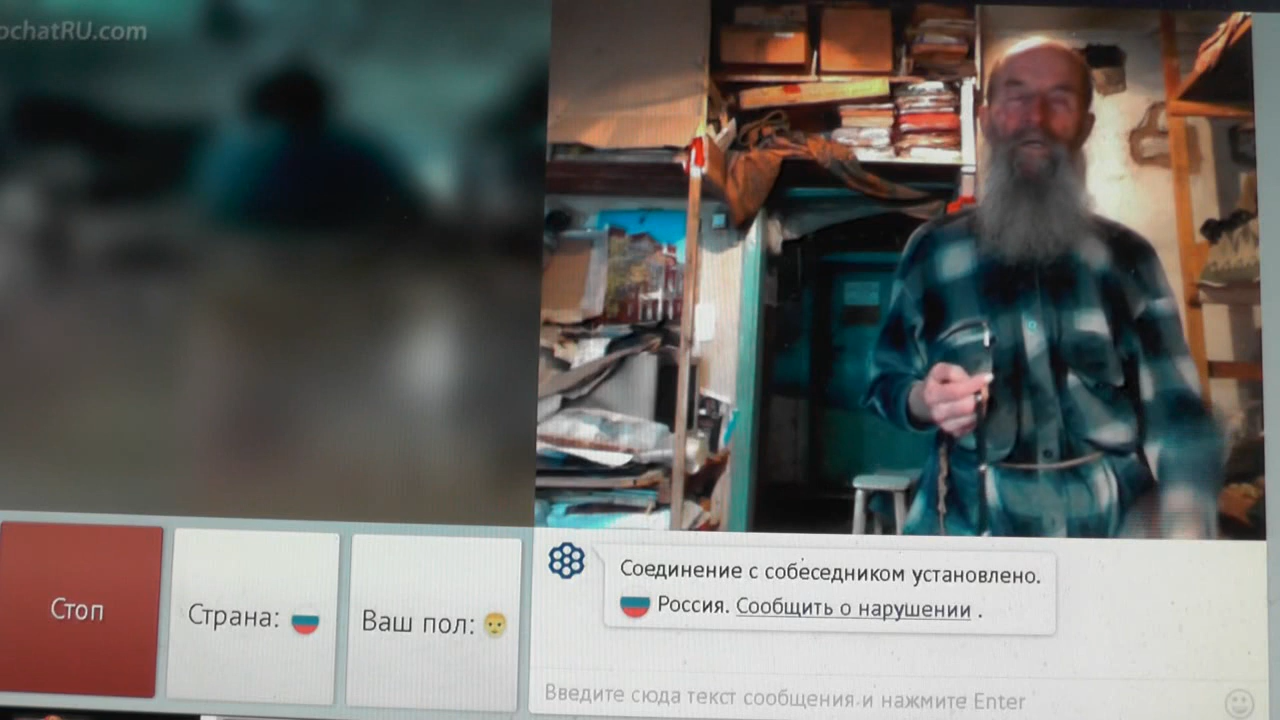 ochatRU.com
Стоп
Страна:
Ваш пол:
Соединение с собеседником установлено.
Россия. Сообщить о нарушении .
Введите сюда текст сообщения и нажмите Enter